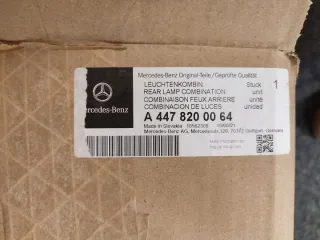 Mercedes-Benz Original-Teile/Geprüfte Qualität
LEUCHTENKOMBIN. Stück 1
REAR LAMP COMBINATION unit
COMBINAISON FEUX ARRIERE unité
COMBINACION DE LUCES unidad
Mercedes-Benz
A 447 820 00 64
Made in Slovakia
Mercedes-Benz AG, Mercedesstr. 120, 70372 Stuttgart, Germany